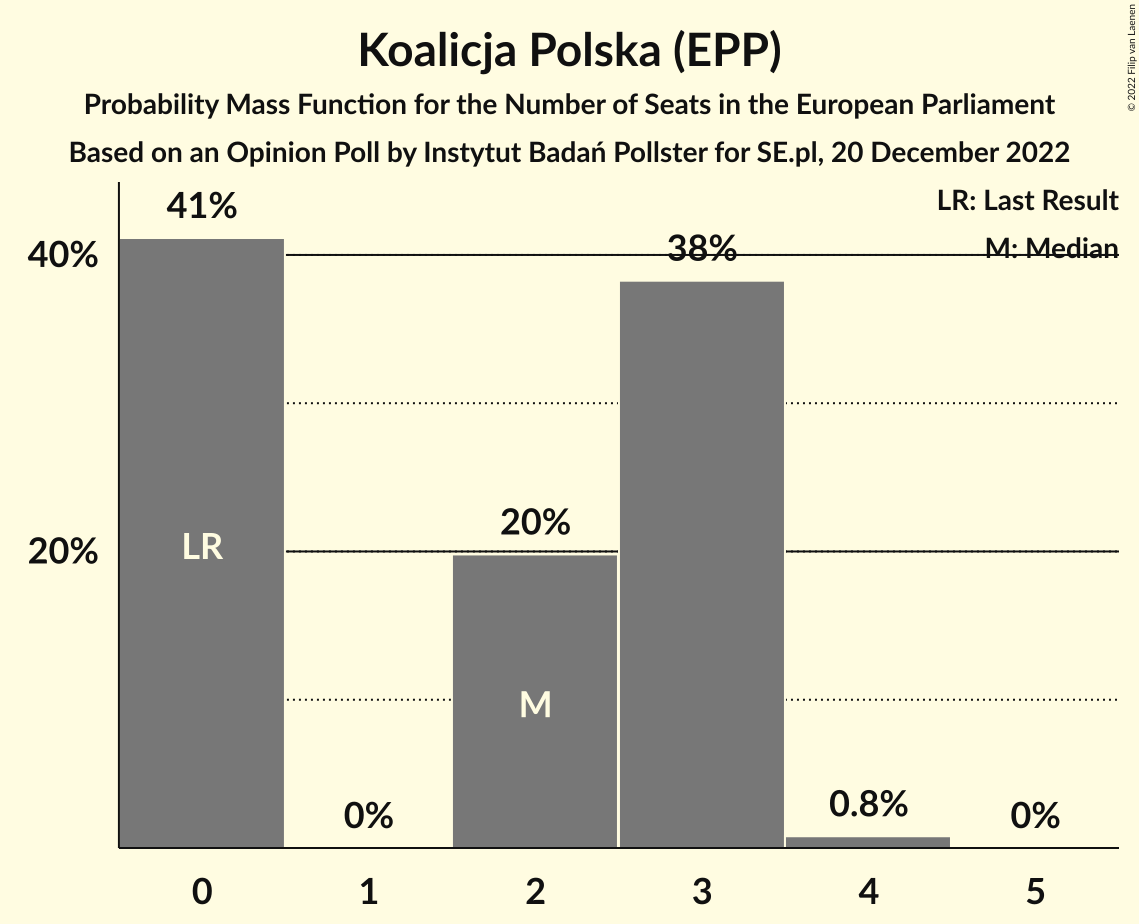 Koalicja Polska (EPP)
Probability Mass Function for the Number of Seats in the European Parliament
Based on an Opinion Poll by Instytut Badań Pollster for SE.pl, 20 December 2022
© 2022 Filip van Laenen
LR: Last Result
M: Median
41%
40%
38%
20%
20%
LR
M
0%
0.8%
0%
0 1 2 3 4 5